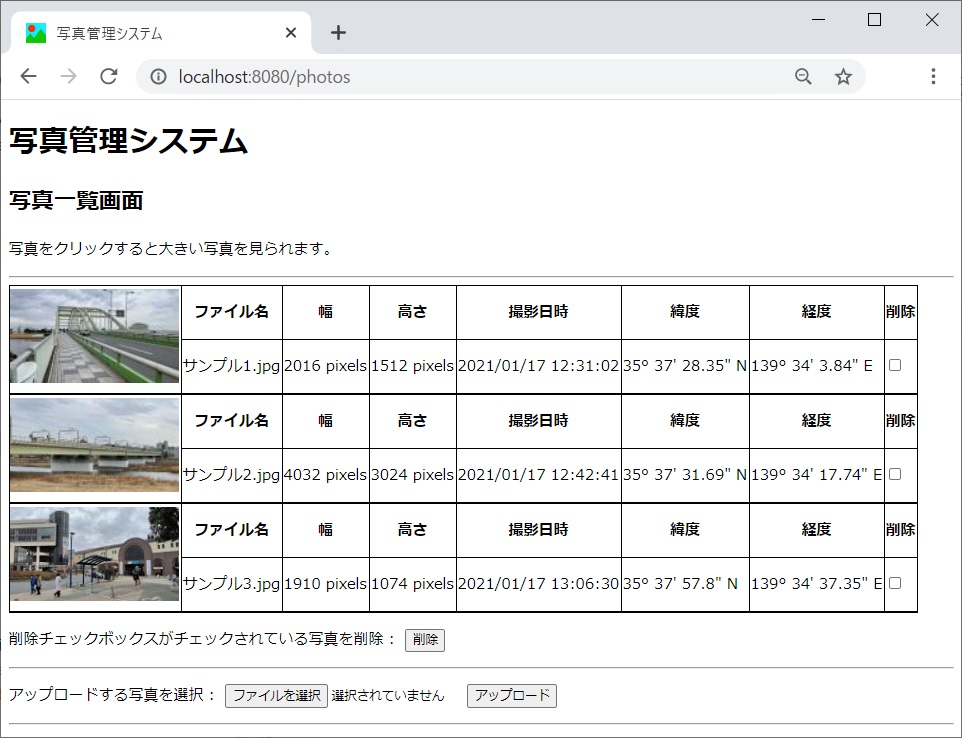 写真管理システム
localhost:8080/photos
写真管理システム
写真一覧画面
写真をクリックすると大きい写真を見られます。
ファイル名 幅 高さ 撮影日時 緯度 経度 削除
サンプル1.jpg 2016 pixels 1512 pixels 2021/01/17 12:31:02 35° 37' 28.35" N 139° 34' 3.84" E
ファイル名 幅 高さ 撮影日時 緯度 経度 削除
サンプル2.jpg 4032 pixels 3024 pixels 2021/01/17 12:42:41 35° 37' 31.69" N 139° 34' 17.74" E
ファイル名 幅 高さ 撮影日時 緯度 経度 削除
サンプル3.jpg 1910 pixels 1074 pixels 2021/01/17 13:06:30 35° 37' 57.8" N 139° 34' 37.35" E
削除チェックボックスがチェックされている写真を削除： 削除
アップロードする写真を選択： ファイルを選択 選択されていません アップロード